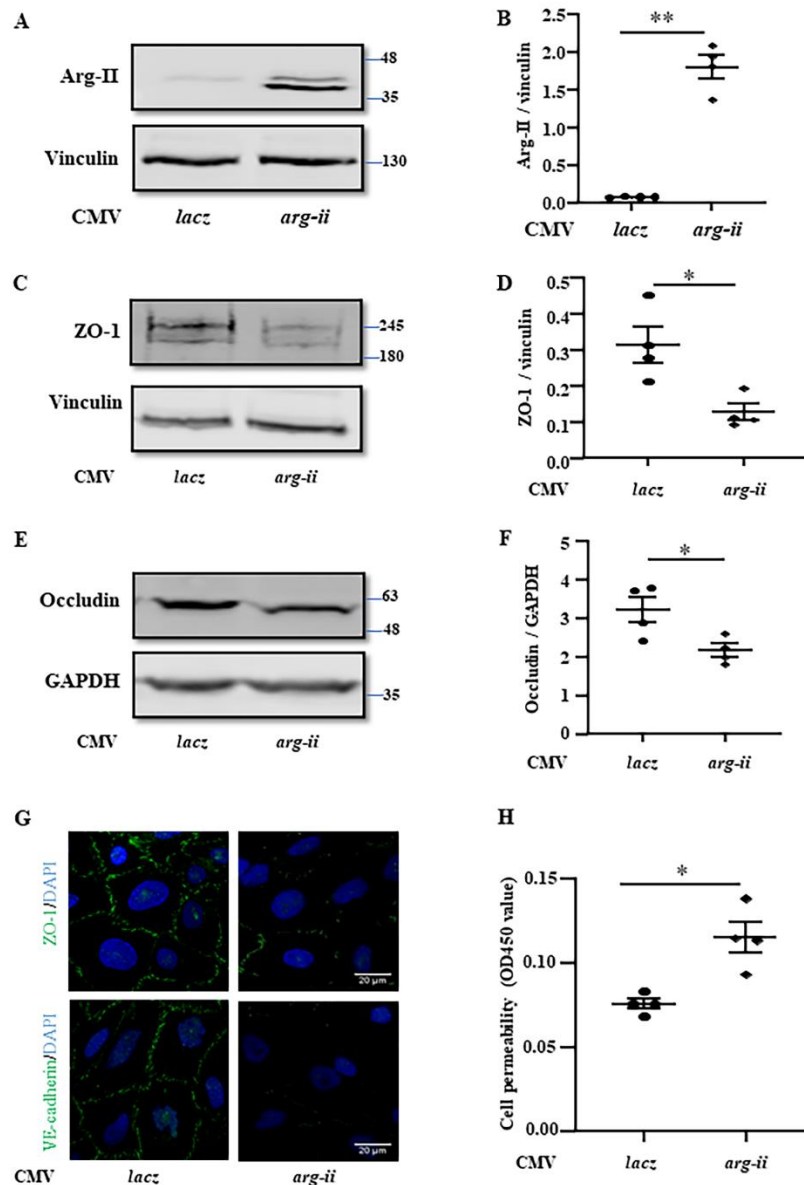 A
Arg-II
48
35
Vinculin
130
CMV lacz arg-ii
B
**
Arg-II / vinculin
2.5
2.0
1.5
1.0
0.5
0.0
CMV lacz arg-ii
C
ZO-1
245
180
Vinculin
CMV lacz arg-ii
D
*
ZO-1 / vinculin
0.5
0.4
0.3
0.2
0.1
0.0
CMV lacz arg-ii
E
Occludin
63
48
GAPDH
35
CMV lacz arg-ii
F
*
Occludin / GAPDH
5
4
3
2
1
0
CMV lacz arg-ii
G
ZO-1/DAPI
20 µm
VE-cadherin/DAPI
20 µm
CMV lacz arg-ii
H
*
Cell permeability (OD450 value)
0.15
0.10
0.05
0.00
CMV lacz arg-ii